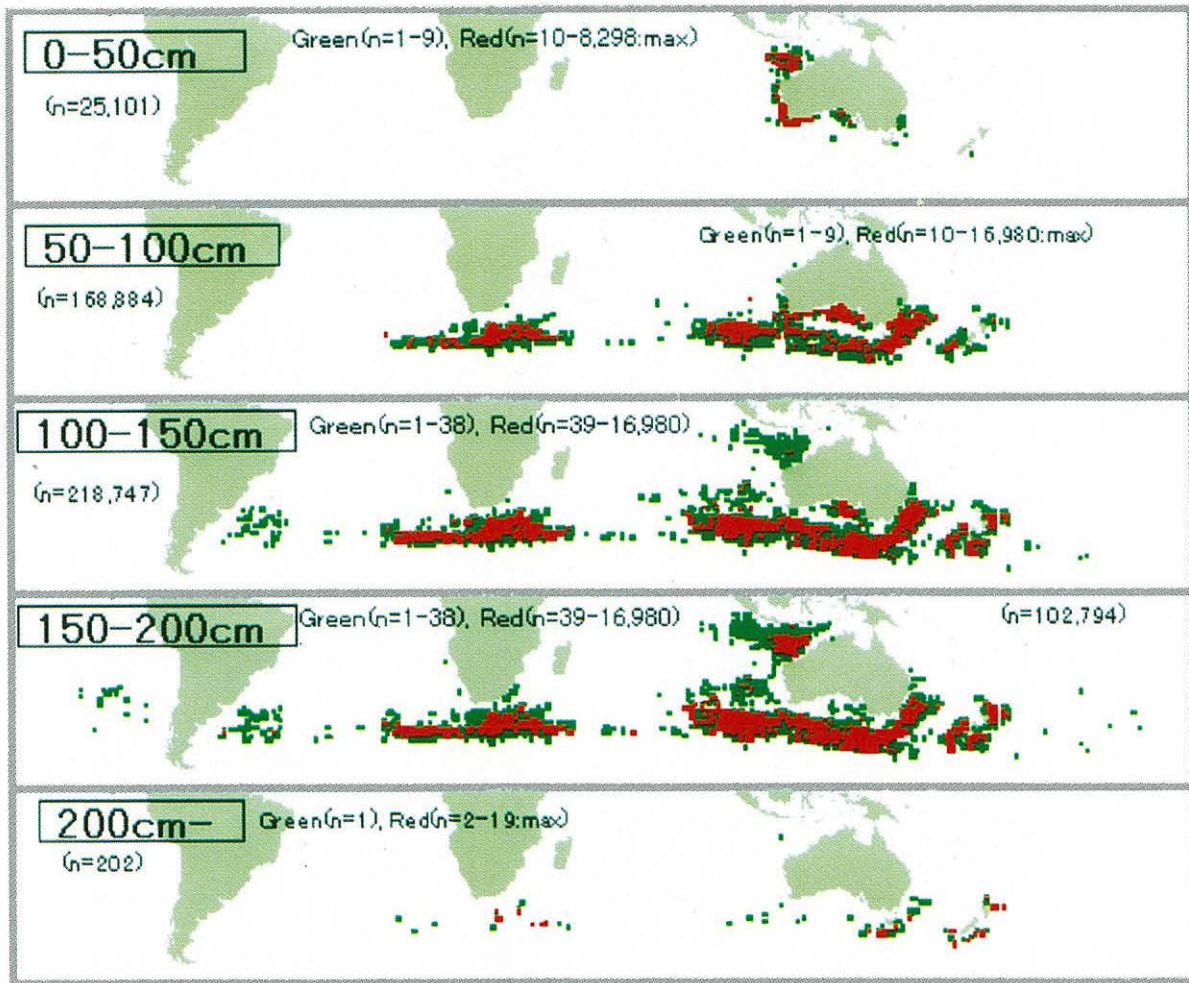 0-50cm
Green(n=1-9), Red(n=10-8,298:max)
(n=25,101)
50-100cm
Green(n=1-9), Red(n=10-16,980:max)
(n=168,884)
100-150cm
Green(n=1-38), Red(n=39-16,980)
(n=218,747)
150-200cm
Green(n=1-38), Red(n=39-16,980)
(n=102,794)
200cm-
Green(n=1), Red(n=2-19:max)
(n=202)